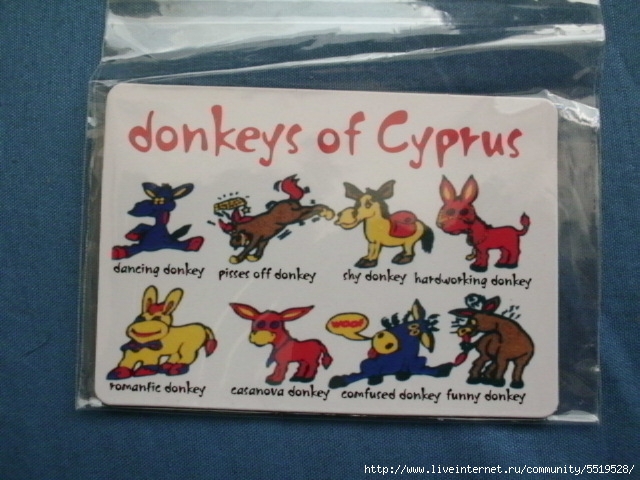 donkeys of Cyprus
dancing donkey pisses off donkey shy donkey hardworking donkey
woof
romantic donkey casanova donkey comfused donkey funny donkey
http://www.liveinternet.ru/community/5519528/